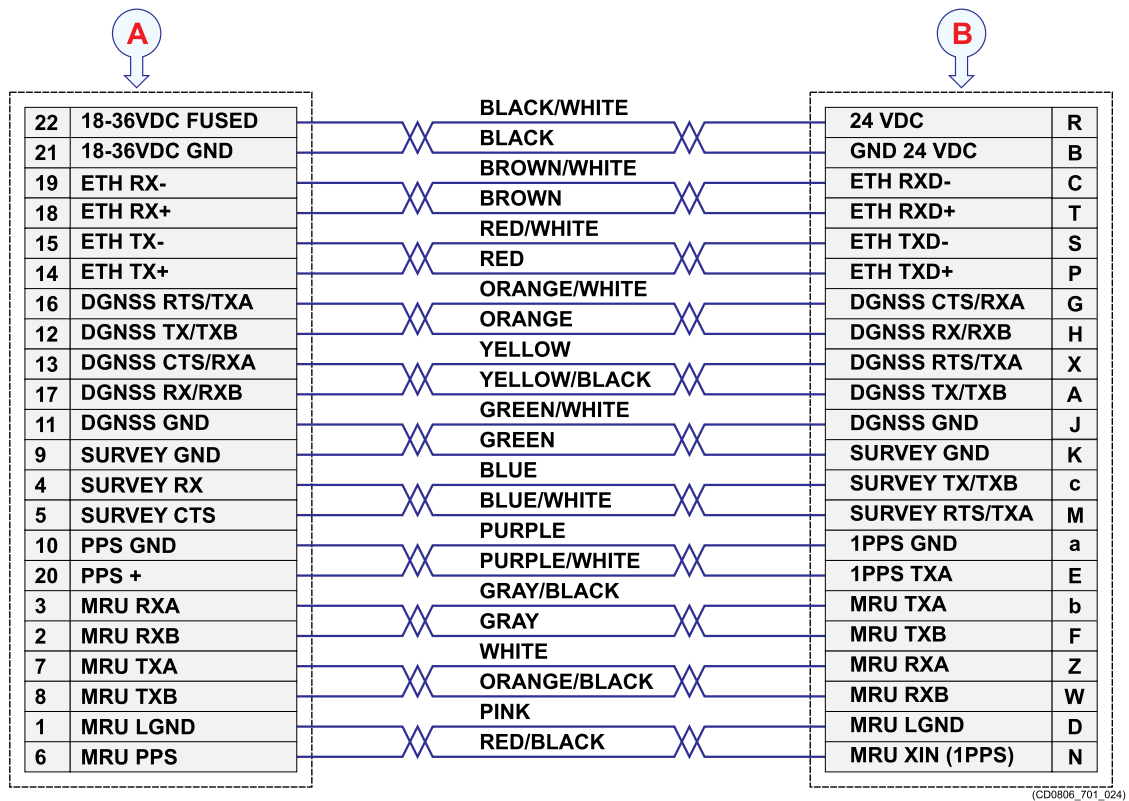 A
B
22 18-36VDC FUSED BLACK/WHITE 24 VDC R
21 18-36VDC GND BLACK GND 24 VDC B
19 ETH RX- BROWN/WHITE ETH RXD- C
18 ETH RX+ BROWN ETH RXD+ T
15 ETH TX- RED/WHITE ETH TXD- S
14 ETH TX+ RED ETH TXD+ P
16 DGNSS RTS/TXA ORANGE/WHITE DGNSS CTS/RXA G
12 DGNSS TX/TXB ORANGE DGNSS RX/RXB H
13 DGNSS CTS/RXA YELLOW DGNSS RTS/TXA X
17 DGNSS RX/RXB YELLOW/BLACK DGNSS TX/TXB A
11 DGNSS GND GREEN/WHITE DGNSS GND J
9 SURVEY GND GREEN SURVEY GND K
4 SURVEY RX BLUE SURVEY TX/TXB c
5 SURVEY CTS BLUE/WHITE SURVEY RTS/TXA M
10 PPS GND PURPLE 1PPS GND a
20 PPS + PURPLE/WHITE 1PPS TXA E
3 MRU RXA GRAY/BLACK MRU TXA b
2 MRU RXB GRAY MRU TXB F
7 MRU TXA WHITE MRU RXA Z
8 MRU TXB ORANGE/BLACK MRU RXB W
1 MRU LGND PINK MRU LGND D
6 MRU PPS RED/BLACK MRU XIN (1PPS) N
(CD0806_701_024)